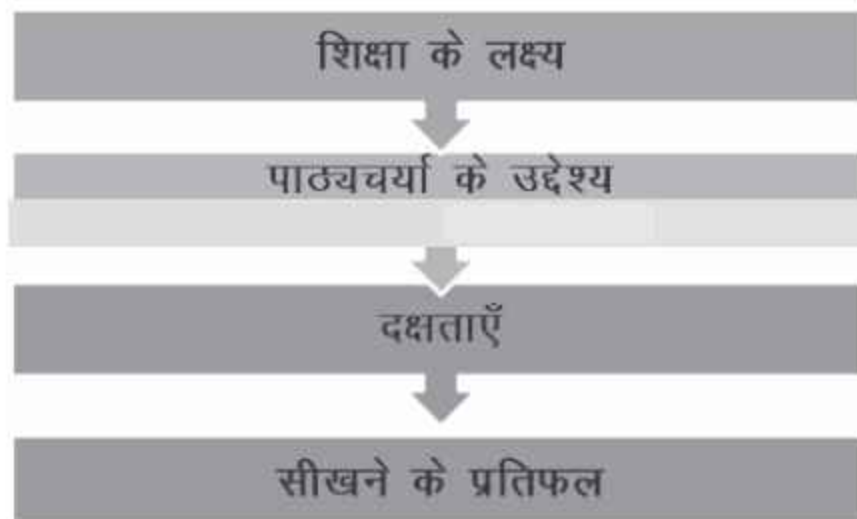 शिक्षा के लक्ष्य
पाठ्यचर्या के उद्देश्य
दक्षताएँ
सीखने के प्रतिफल